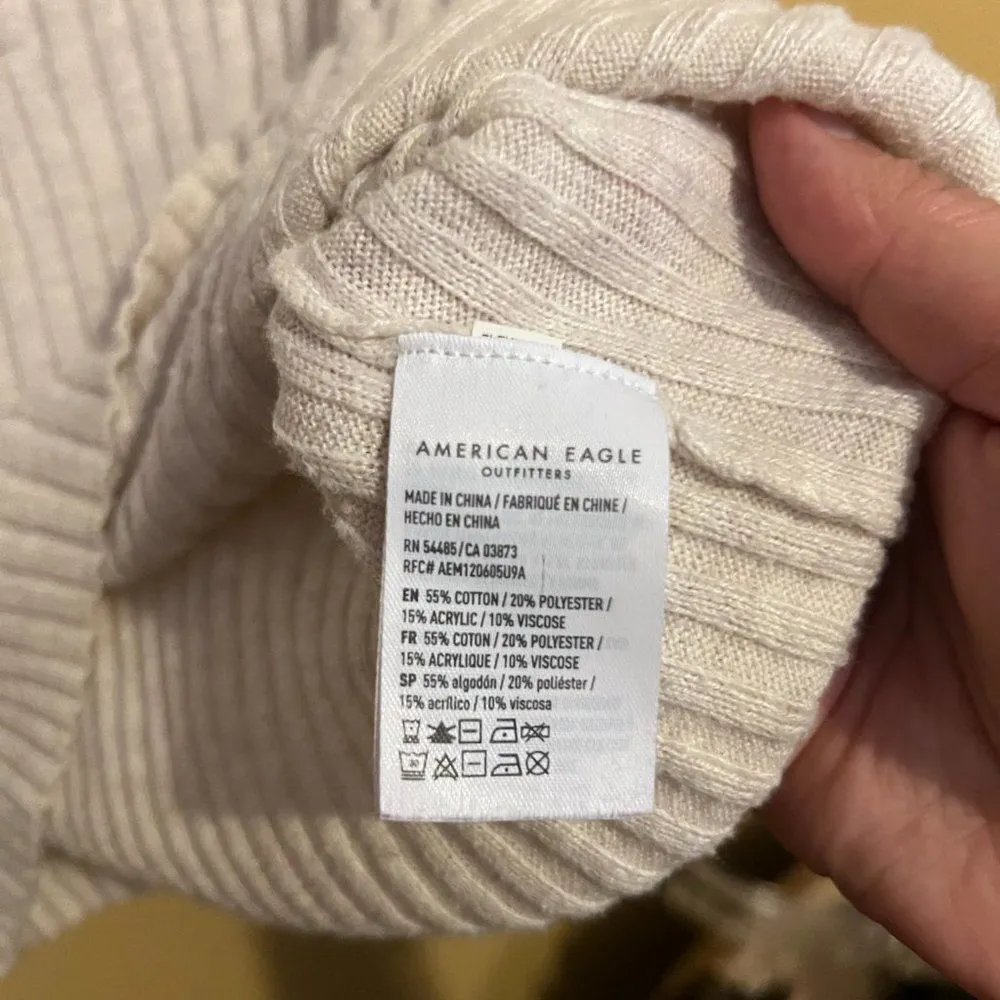 AMERICAN EAGLE
OUTFITTERS
MADE IN CHINA / FABRIQUÉ EN CHINE /
HECHO EN CHINA
RN 54485/CA 03873
RFC# AEM120605U9A
EN 55% COTTON / 20% POLYESTER /
15% ACRYLIC / 10% VISCOSE
FR 55% COTON / 20% POLYESTER /
15% ACRYLIQUE / 10% VISCOSE
SP 55% algodón / 20% poliéster /
15% acrílico / 10% viscosa
30